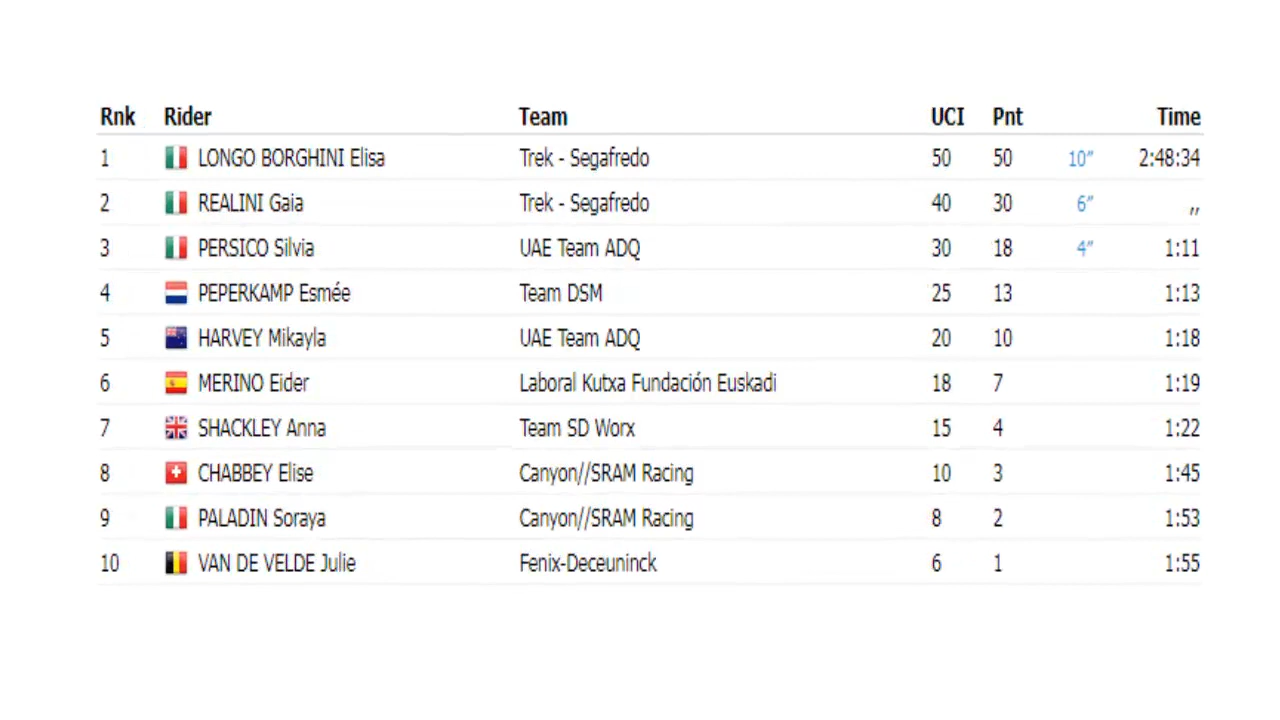 Rnk Rider Team UCI Pnt Time
1 LONGO BORGHINI Elisa Trek - Segafredo 50 50 10″ 2:48:34
2 REALINI Gaia Trek - Segafredo 40 30 6″ ,,
3 PERSICO Silvia UAE Team ADQ 30 18 4″ 1:11
4 PEPERKAMP Esmée Team DSM 25 13 1:13
5 HARVEY Mikayla UAE Team ADQ 20 10 1:18
6 MERINO Eider Laboral Kutxa Fundación Euskadi 18 7 1:19
7 SHACKLEY Anna Team SD Worx 15 4 1:22
8 CHABBEY Elise Canyon//SRAM Racing 10 3 1:45
9 PALADIN Soraya Canyon//SRAM Racing 8 2 1:53
10 VAN DE VELDE Julie Fenix-Deceuninck 6 1 1:55